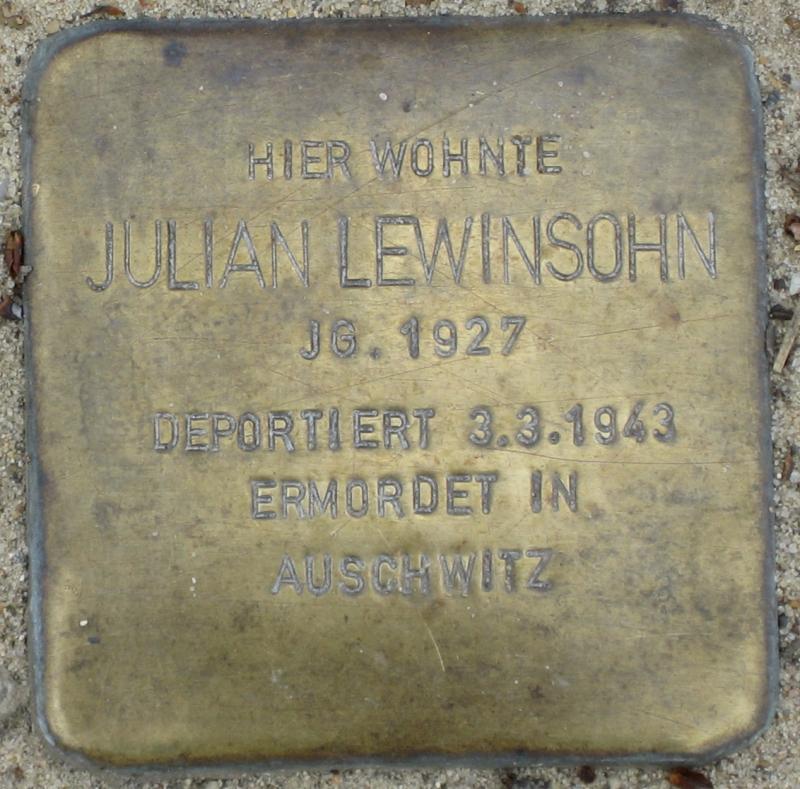 HIER WOHNTE
JULIAN LEWINSOHN
JG. 1927
DEPORTIERT 3.3.1943
ERMORDET IN
AUSCHWITZ